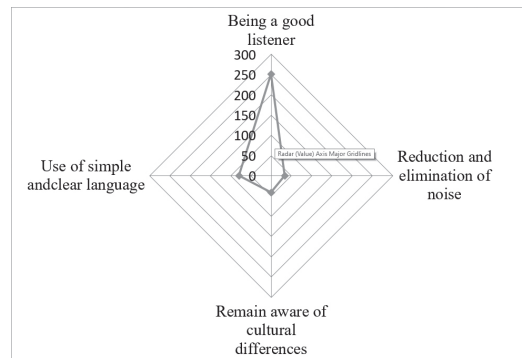 Being a good
listener
300
250
200
150
100
50
0
Radar (Value) Axis Major Gridlines
Use of simple
andclear language
Reduction and
elimination of
noise
Remain aware of
cultural
differences